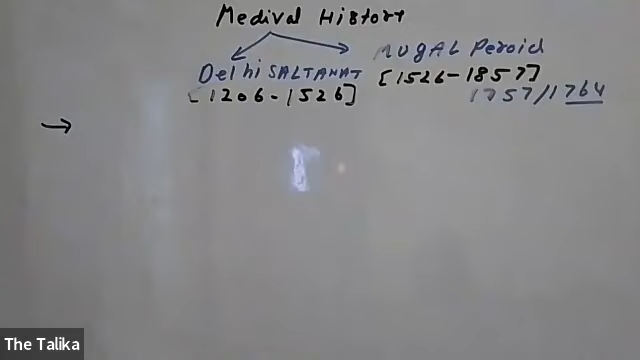 Medival History
MUGAL Peroid
Delhi SALTANAT [1526-1857]
[1206-1526] 1757/1764
→
The Talika